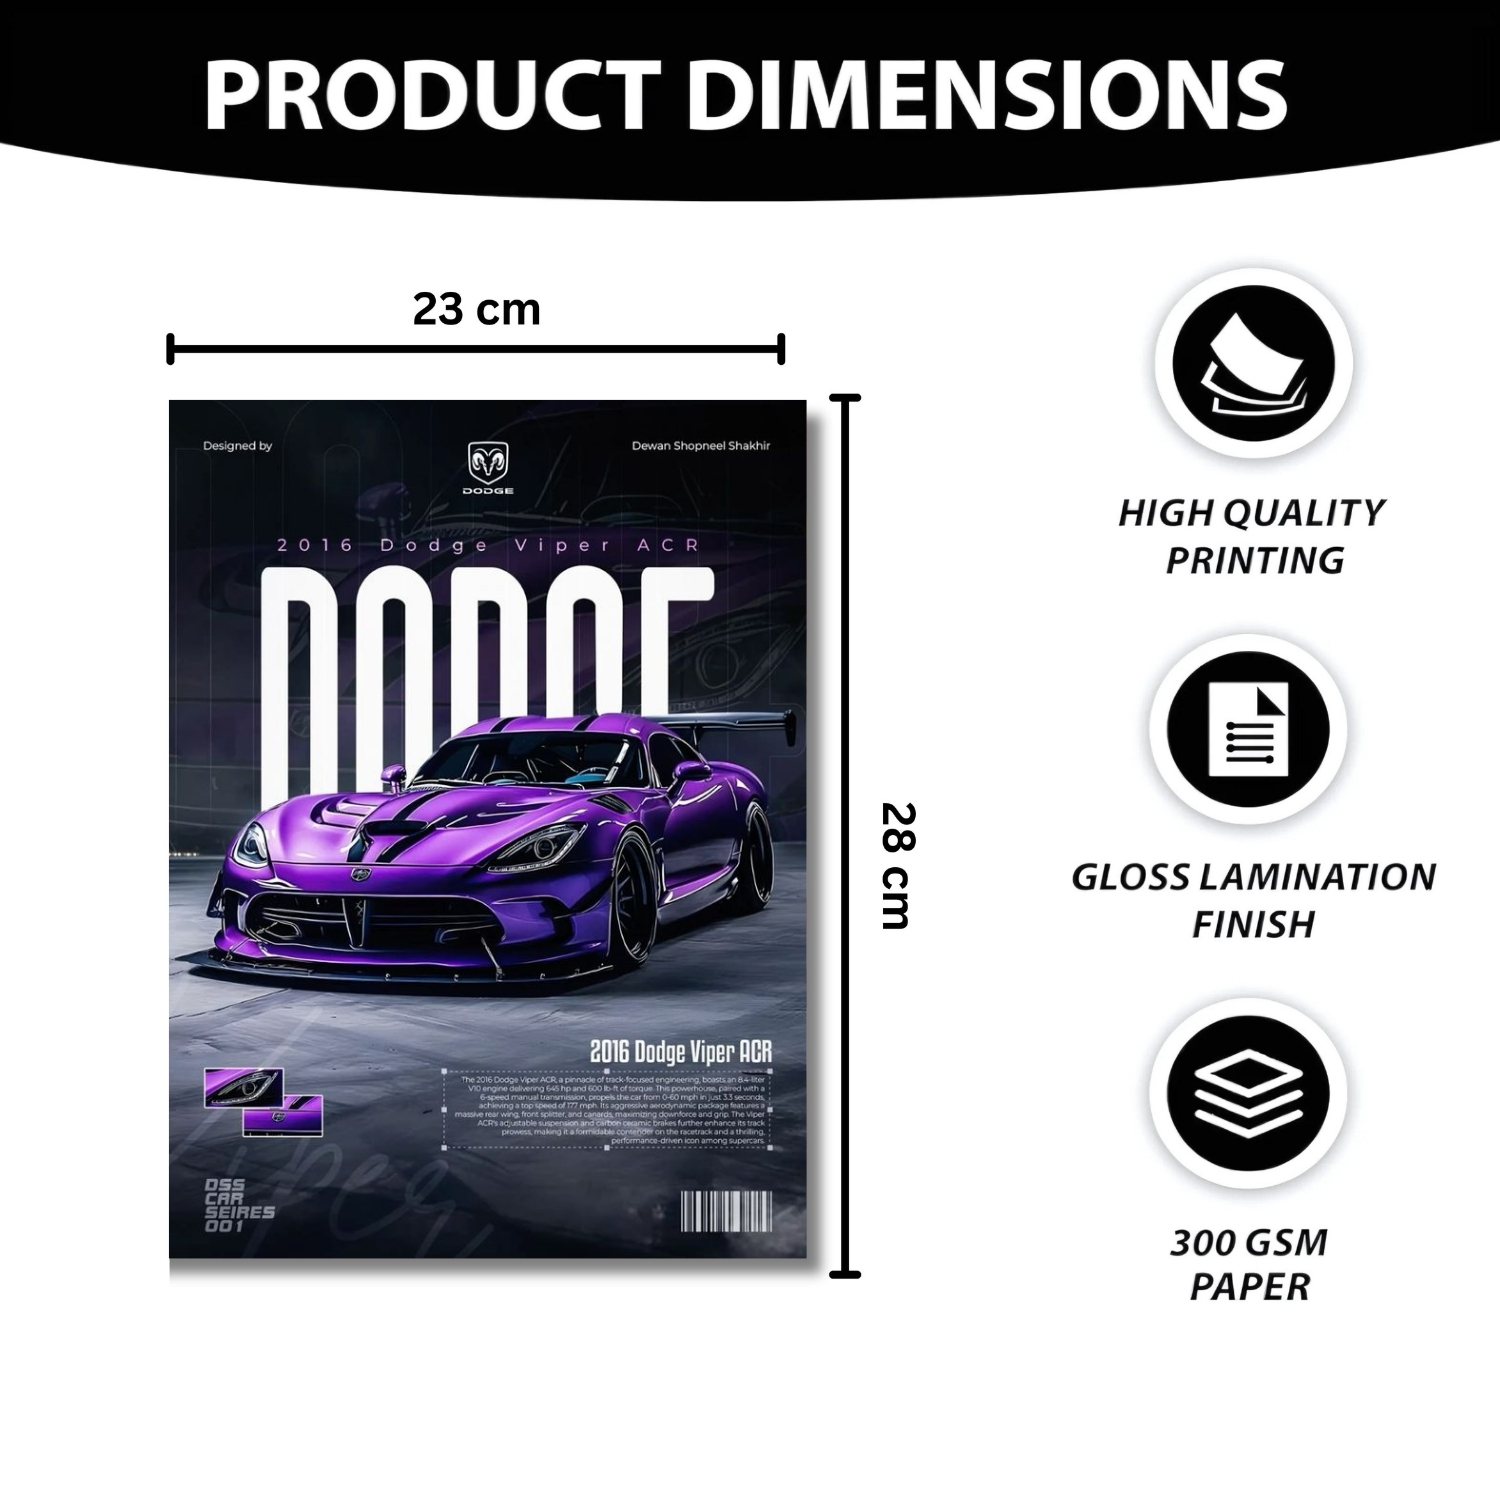 PRODUCT DIMENSIONS
23 cm
Designed by
DODGE
Dewan Shopneel Shakhir
2016 Dodge Viper ACR
DODGE
28 cm
2016 Dodge Viper ACR
The 2016 Dodge Viper ACR, a pinnacle of track-focused engineering, boasts an 8.4-liter
V10 engine delivering 645 hp and 600 lb-ft of torque. This powerhouse, paired with a
6-speed manual transmission, propels the car from 0-60 mph in just 3.3 seconds,
achieving a top speed of 177 mph. Its aggressive aerodynamic package features a
massive rear wing, front splitter, and canards, maximizing downforce and grip. The Viper
ACR's adjustable suspension and carbon ceramic brakes further enhance its track
prowess, making it a formidable contender on the racetrack and a thrilling,
performance-driven icon among supercars.
DSS
CAR
SEIRES
001
HIGH QUALITY
PRINTING
GLOSS LAMINATION
FINISH
300 GSM
PAPER